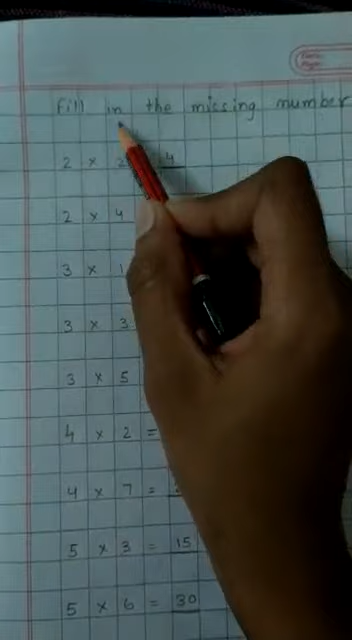 Fill in the missing number
2 × 2 4
2 × 4
3 × 1
3 × 3
3 × 5
4 × 2 =
4 × 7 =
5 × 3 = 15
5 × 6 = 30